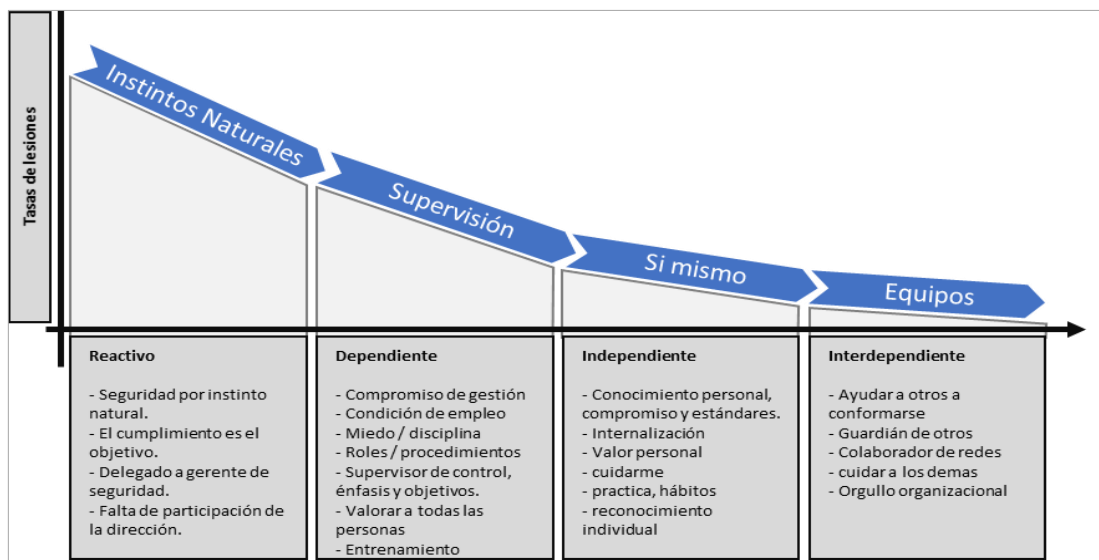 Tasas de lesiones
Instintos Naturales
Supervisión
Si mismo
Equipos
Reactivo
- Seguridad por instinto
natural.
- El cumplimiento es el
objetivo.
- Delegado a gerente de
seguridad.
- Falta de participación de
la dirección.
Dependiente
- Compromiso de gestión
- Condición de empleo
- Miedo / disciplina
- Roles / procedimientos
- Supervisor de control,
énfasis y objetivos.
- Valorar a todas las
personas
- Entrenamiento
Independiente
- Conocimiento personal,
compromiso y estándares.
- Internalización
- Valor personal
- cuidarme
- practica, hábitos
- reconocimiento
individual
Interdependiente
- Ayudar a otros a
conformarse
- Guardián de otros
- Colaborador de redes
- cuidar a los demas
- Orgullo organizacional